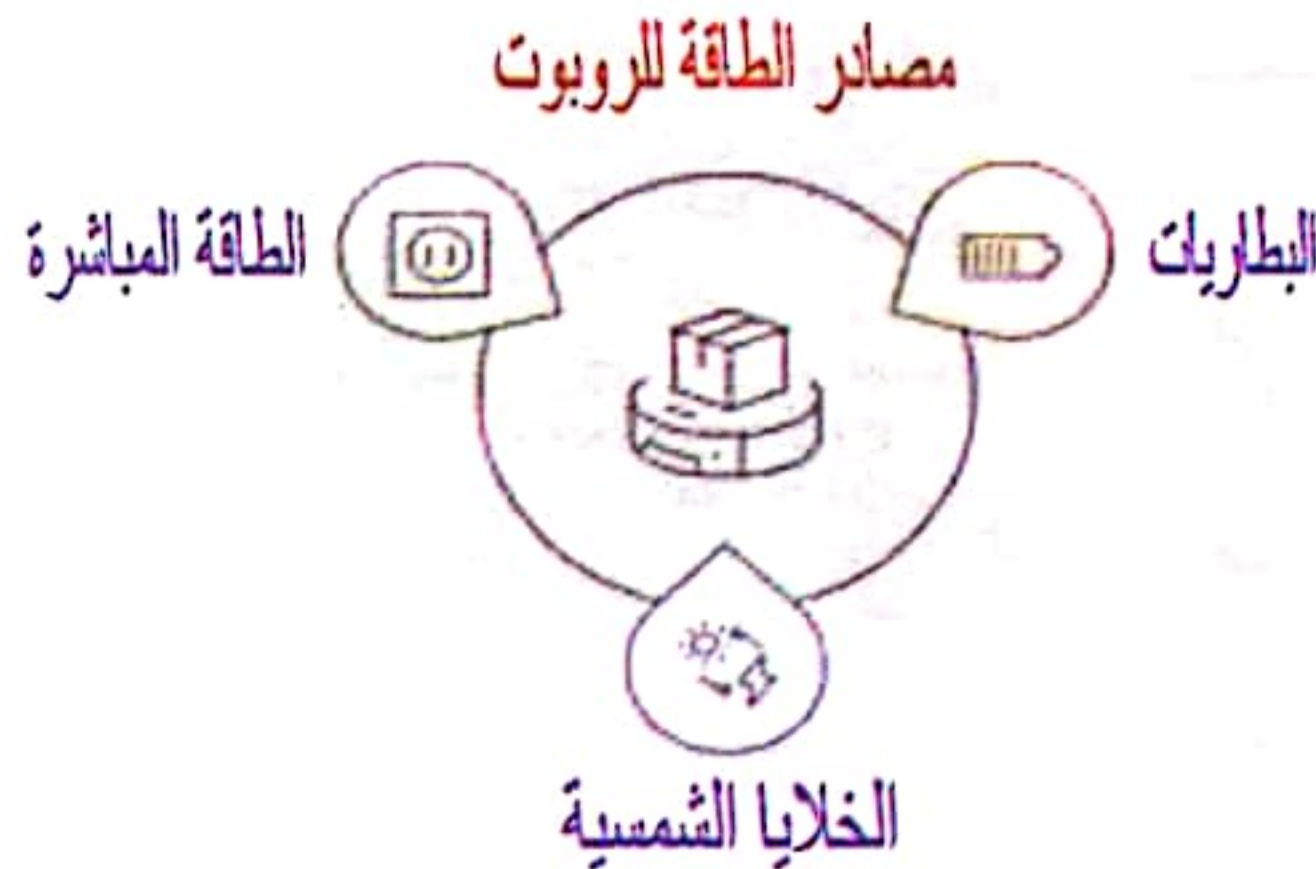 مصادر الطاقة للروبوت
البطاريات
الطاقة المباشرة
الخلايا الشمسية